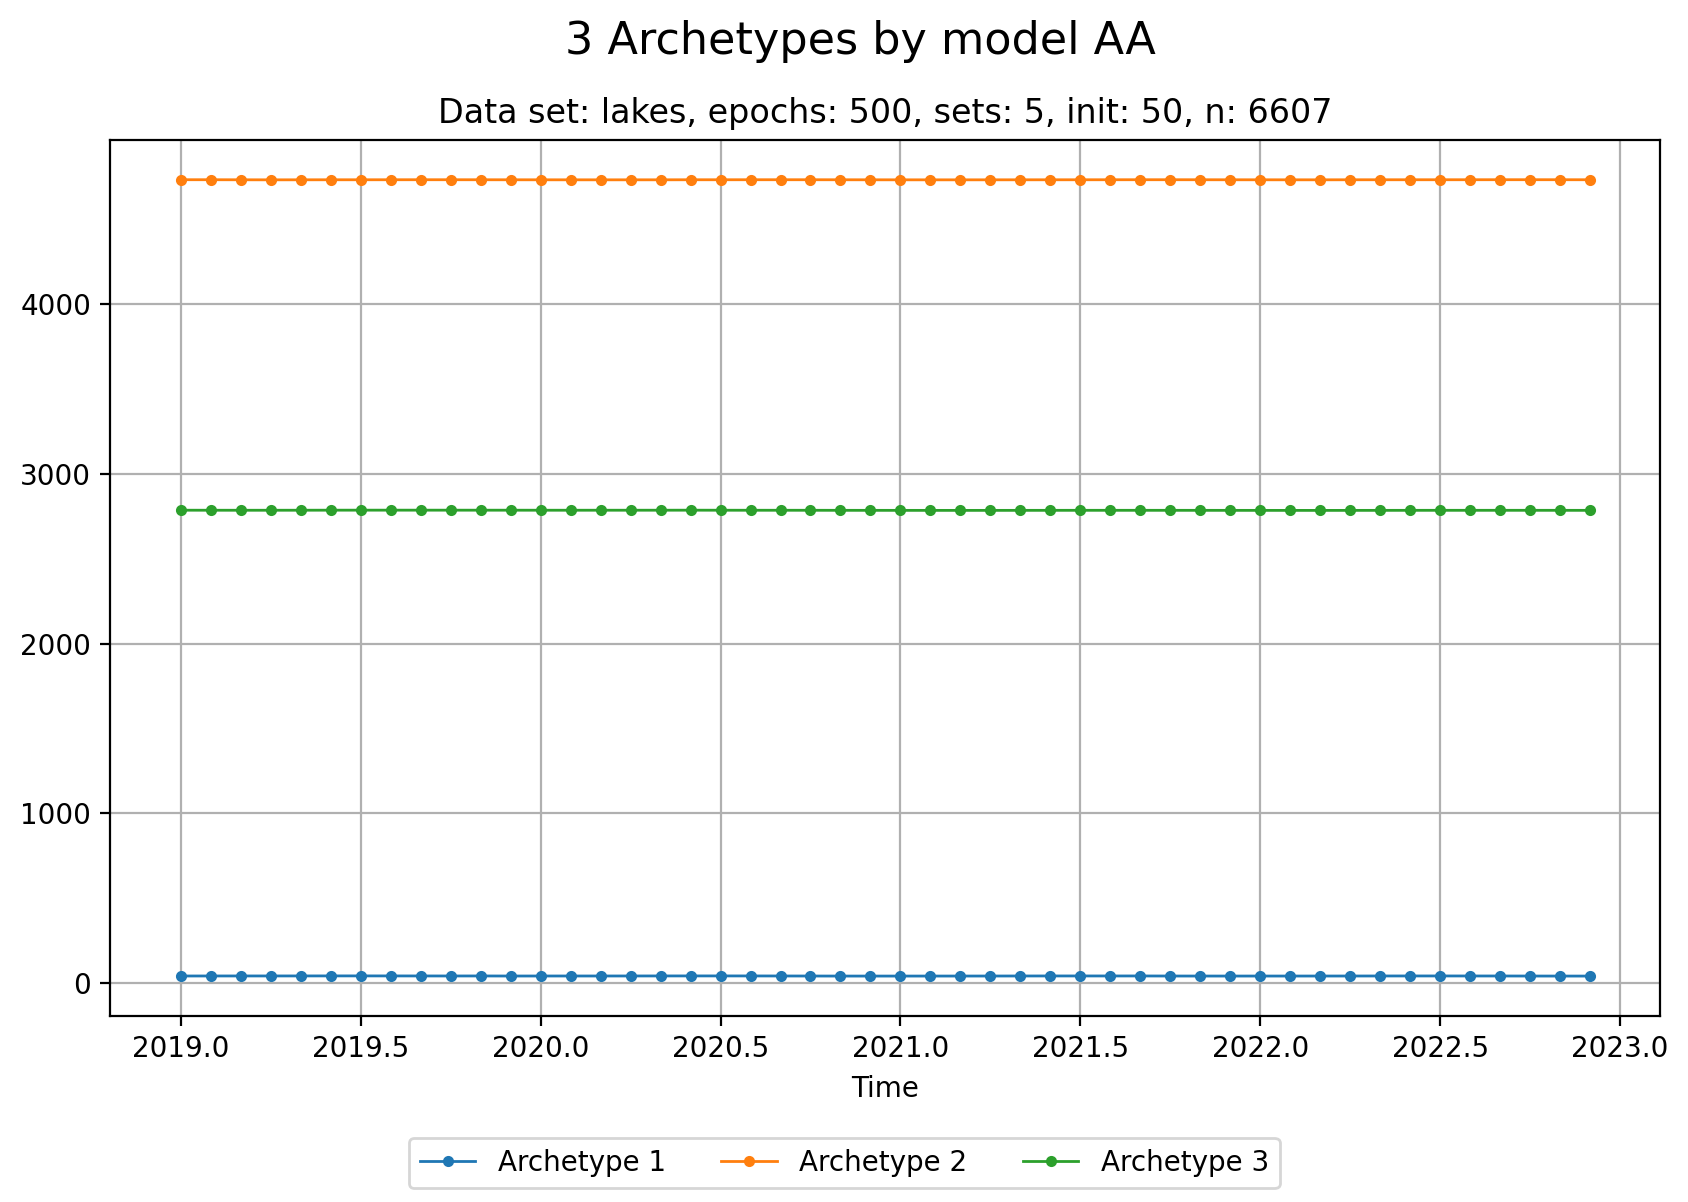 3 Archetypes by model AA
Data set: lakes, epochs: 500, sets: 5, init: 50, n: 6607
4000
3000
2000
1000
0
2019.0 2019.5 2020.0 2020.5 2021.0 2021.5 2022.0 2022.5 2023.0
Time
Archetype 1 Archetype 2 Archetype 3